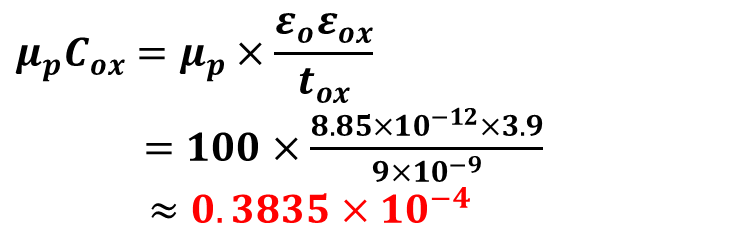 μₚCₒₓ = μₚ × εₒεₒₓ / tₒₓ
= 100 × 8.85×10⁻¹²×3.9 / 9×10⁻⁹
≈ 0.3835 × 10⁻⁴